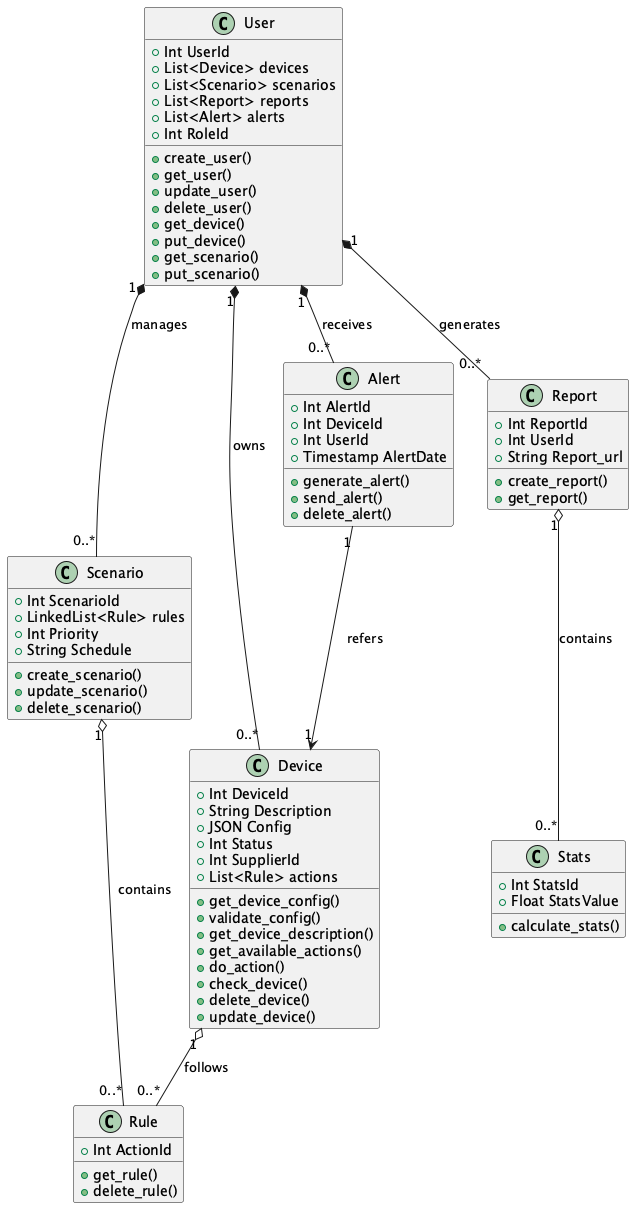 C User
Int UserId
List<Device> devices
List<Scenario> scenarios
List<Report> reports
List<Alert> alerts
Int RoleId
create_user()
get_user()
update_user()
delete_user()
get_device()
put_device()
get_scenario()
put_scenario()
1
1
1
1
manages
receives
generates
0..*
0..*
C Alert
Int AlertId
Int DeviceId
Int UserId
Timestamp AlertDate
generate_alert()
send_alert()
delete_alert()
C Report
Int ReportId
Int UserId
String Report_url
create_report()
get_report()
owns
0..*
1
1
C Scenario
Int ScenarioId
LinkedList<Rule> rules
Int Priority
String Schedule
create_scenario()
update_scenario()
delete_scenario()
refers
contains
1
0..*
1
C Device
Int DeviceId
String Description
JSON Config
Int Status
Int SupplierId
List<Rule> actions
get_device_config()
validate_config()
get_device_description()
get_available_actions()
do_action()
check_device()
delete_device()
update_device()
0..*
C Stats
Int StatsId
Float StatsValue
calculate_stats()
contains
1
follows
0..*
0..*
C Rule
Int ActionId
get_rule()
delete_rule()